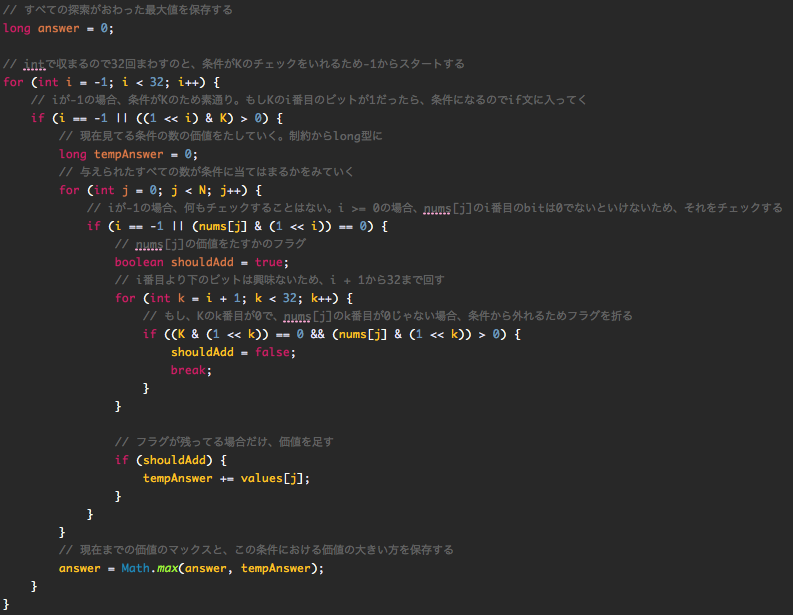 // すべての探索がおわった最大値を保存する
long answer = 0;
// intで収まるので32回まわすのと、条件がKのチェックをいれるため-1からスタートする
for (int i = -1; i < 32; i++) {
// iが-1の場合、条件がKのため素通り。もしKのi番目のビットが1だったら、条件になるのでif文に入ってく
if (i == -1 || ((1 << i) & K) > 0) {
// 現在見てる条件の数の価値をたしていく。制約からlong型に
long tempAnswer = 0;
// 与えられたすべての数が条件に当てはまるかをみていく
for (int j = 0; j < N; j++) {
// iが-1の場合、何もチェックすることはない。i >= 0の場合、nums[j]のi番目のbitは0でないといけないため、それをチェックする
if (i == -1 || (nums[j] & (1 << i)) == 0) {
// nums[j]の価値をたすかのフラグ
boolean shouldAdd = true;
// i番目より下のビットは興味ないため、i + 1から32まで回す
for (int k = i + 1; k < 32; k++) {
// もし、Kのk番目が0で、nums[j]のk番目が0じゃない場合、条件から外れるためフラグを折る
if ((K & (1 << k)) == 0 && (nums[j] & (1 << k)) > 0) {
shouldAdd = false;
break;
}
}
// フラグが残ってる場合だけ、価値を足す
if (shouldAdd) {
tempAnswer += values[j];
}
}
}
// 現在までの価値のマックスと、この条件における価値の大きい方を保存する
answer = Math.max(answer, tempAnswer);
}
}